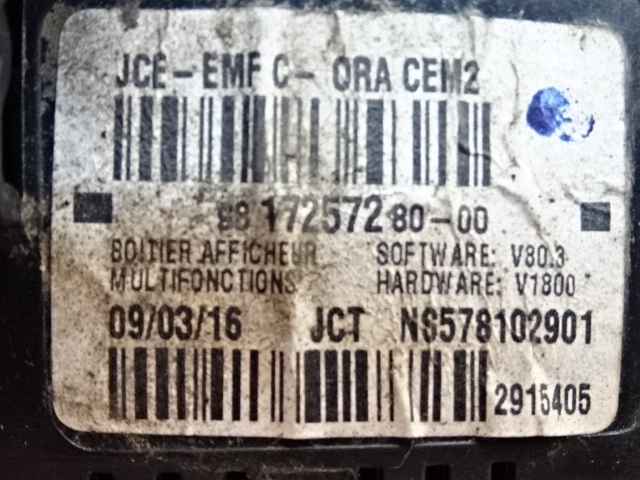 JCE-EMF C- ORA CEM2
98 172572 80-00
BOITIER AFFICHEUR SOFTWARE: V80.3
MULTIFONCTIONS HARDWARE: V1800
09/03/16 JCT NS578102901
2915405